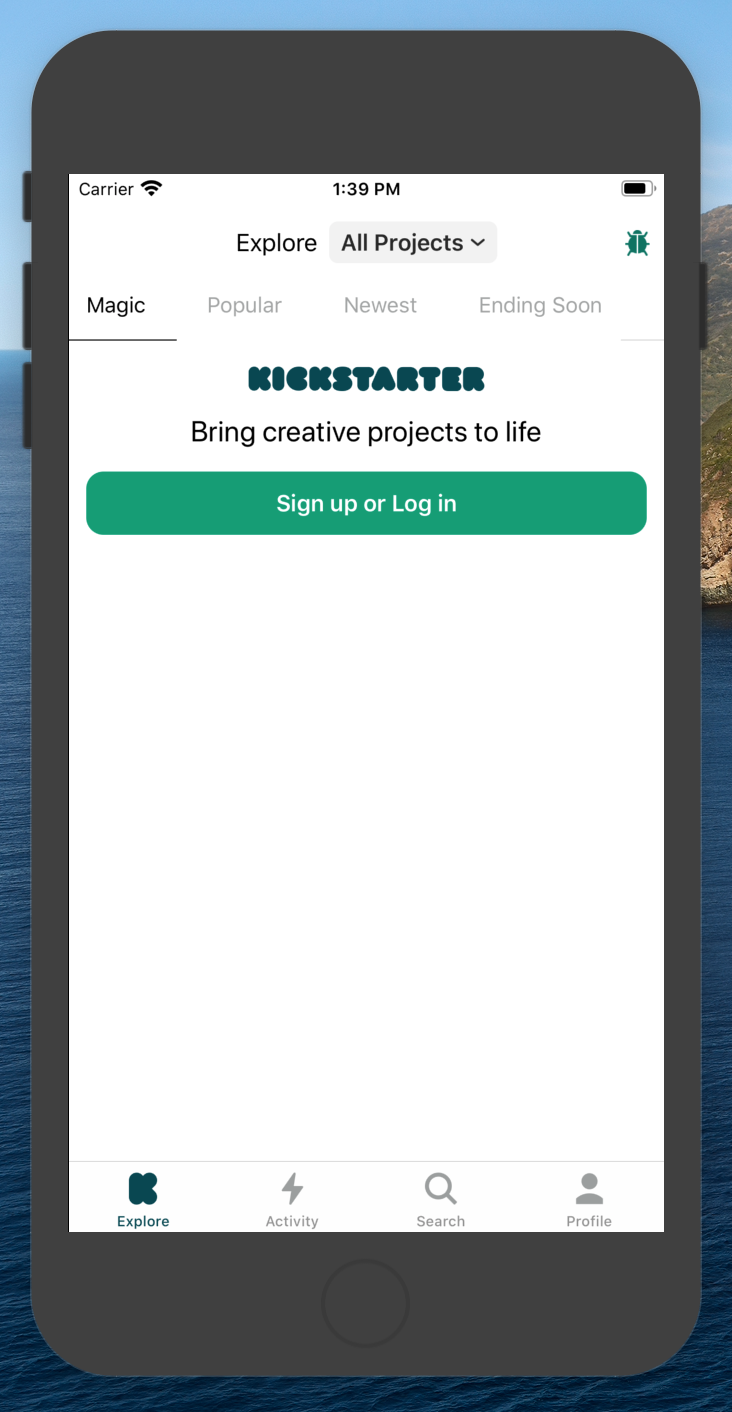 Carrier 1:39 PM
Explore All Projects
Magic Popular Newest Ending Soon
KICKSTARTER
Bring creative projects to life
Sign up or Log in
Explore Activity Search Profile